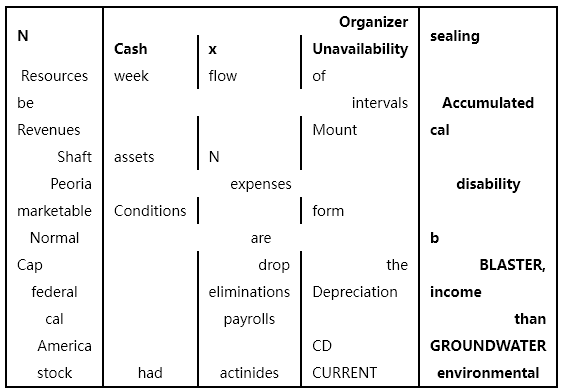 N Organizer sealing
Cash x Unavailability
Resources week flow of
be intervals Accumulated
Revenues Mount cal
Shaft assets N
Peoria expenses disability
marketable Conditions form
Normal are b
Cap drop the BLASTER,
federal eliminations Depreciation income
cal payrolls than
America CD GROUNDWATER
stock had actinides CURRENT environmental